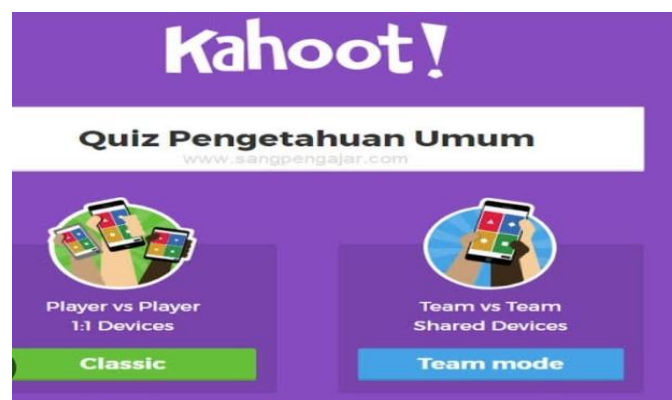 Kahoot!
Quiz Pengetahuan Umum
www.sangpengajar.com
Player vs Player
1:1 Devices
Classic
Team vs Team
Shared Devices
Team mode